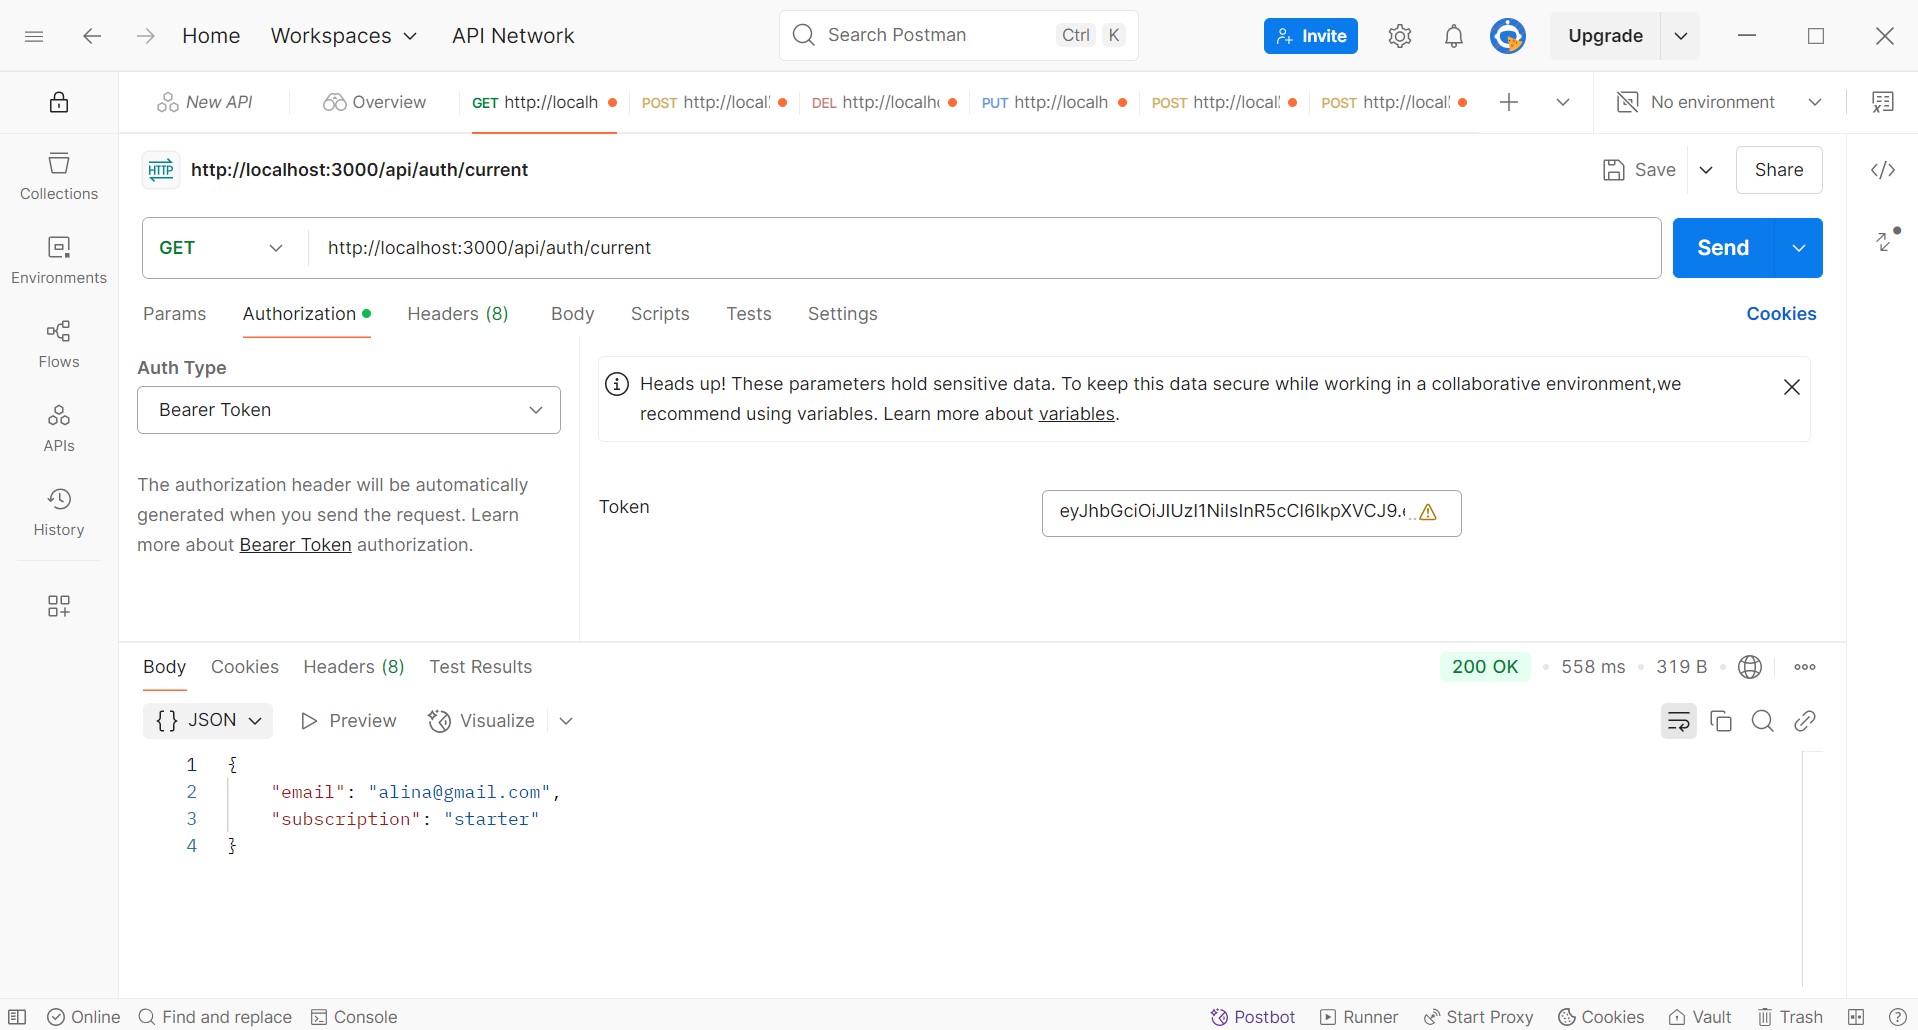 Home Workspaces API Network Search Postman Ctrl K Invite Upgrade
New API Overview GET http://localh POST http://local DEL http://localh PUT http://localh POST http://local POST http://local No environment
HTTP http://localhost:3000/api/auth/current Save Share
Collections
Environments
Flows
APIs
History
GET http://localhost:3000/api/auth/current Send
Params Authorization Headers (8) Body Scripts Tests Settings Cookies
Auth Type
Bearer Token
The authorization header will be automatically
generated when you send the request. Learn
more about Bearer Token authorization.
Heads up! These parameters hold sensitive data. To keep this data secure while working in a collaborative environment,we
recommend using variables. Learn more about variables.
Token eyJhbGciOiJIUzI1NiIsInR5cCI6IkpXVCJ9.
Body Cookies Headers (8) Test Results 200 OK 558 ms 319 B
{} JSON Preview Visualize
1 {
2 "email": "alina@gmail.com",
3 "subscription": "starter"
4 }
Online Find and replace Console Postbot Runner Start Proxy Cookies Vault Trash